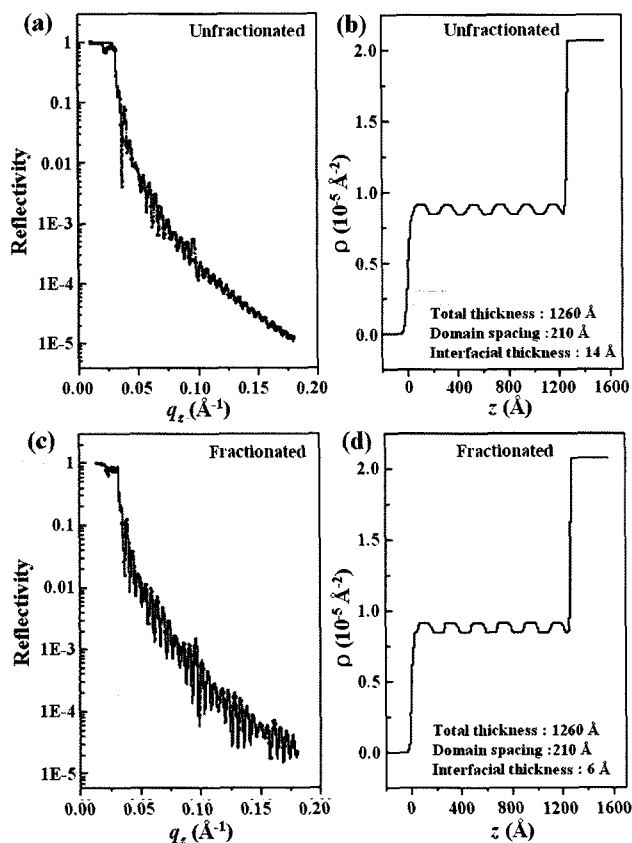 (a)
Unfractionated
Reflectivity
1
0.1
0.01
1E-3
1E-4
1E-5
0.00 0.05 0.10 0.15 0.20
qz (Å-1)
(b)
Unfractionated
ρ (10-5 Å-2)
2.0
1.5
1.0
0.5
0.0
Total thickness : 1260 Å
Domain spacing :210 Å
Interfacial thickness : 14 Å
0 400 800 1200 1600
z (Å)
(c)
Fractionated
Reflectivity
1
0.1
0.01
1E-3
1E-4
1E-5
0.00 0.05 0.10 0.15 0.20
qz (Å-1)
(d)
Fractionated
ρ (10-5 Å-2)
2.0
1.5
1.0
0.5
0.0
Total thickness : 1260 Å
Domain spacing :210 Å
Interfacial thickness : 6 Å
0 400 800 1200 1600
z (Å)